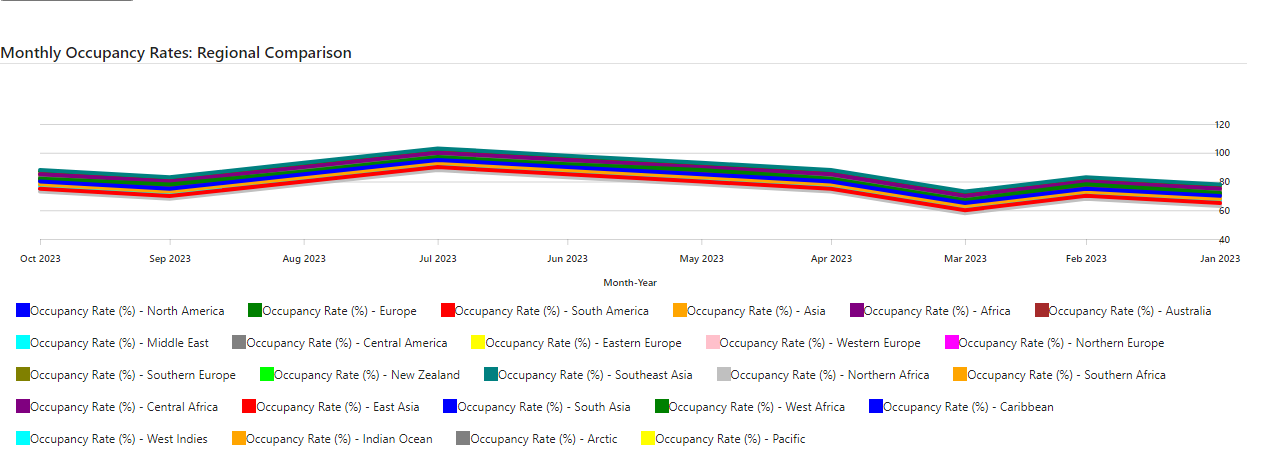 Monthly Occupancy Rates: Regional Comparison
120
100
80
60
40
Oct 2023 Sep 2023 Aug 2023 Jul 2023 Jun 2023 May 2023 Apr 2023 Mar 2023 Feb 2023 Jan 2023
Month-Year
Occupancy Rate (%) - North America Occupancy Rate (%) - Europe Occupancy Rate (%) - South America Occupancy Rate (%) - Asia Occupancy Rate (%) - Africa Occupancy Rate (%) - Australia
Occupancy Rate (%) - Middle East Occupancy Rate (%) - Central America Occupancy Rate (%) - Eastern Europe Occupancy Rate (%) - Western Europe Occupancy Rate (%) - Northern Europe
Occupancy Rate (%) - Southern Europe Occupancy Rate (%) - New Zealand Occupancy Rate (%) - Southeast Asia Occupancy Rate (%) - Northern Africa Occupancy Rate (%) - Southern Africa
Occupancy Rate (%) - Central Africa Occupancy Rate (%) - East Asia Occupancy Rate (%) - South Asia Occupancy Rate (%) - West Africa Occupancy Rate (%) - Caribbean
Occupancy Rate (%) - West Indies Occupancy Rate (%) - Indian Ocean Occupancy Rate (%) - Arctic Occupancy Rate (%) - Pacific